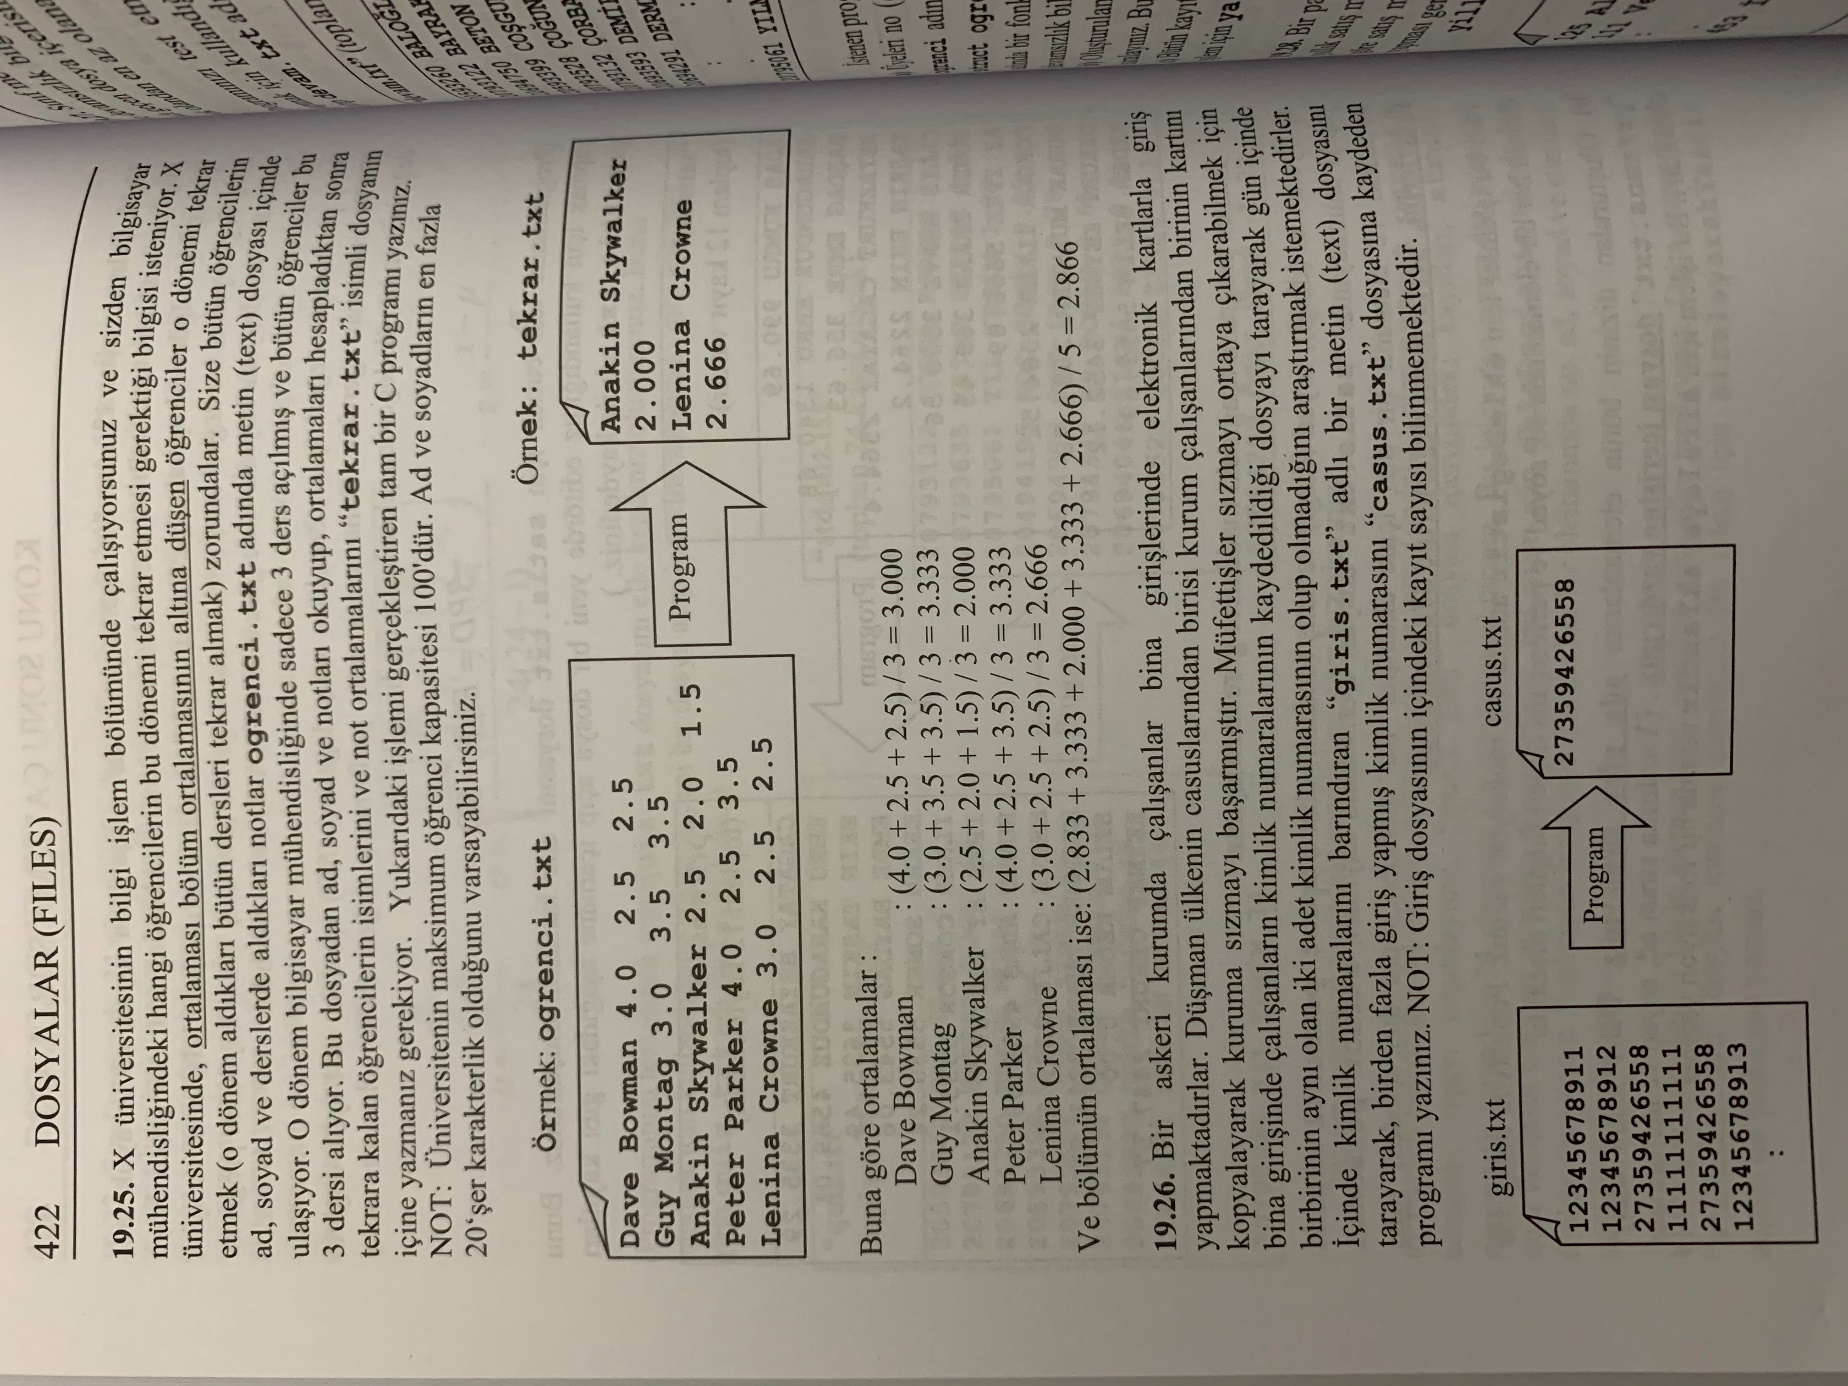 422 DOSYALAR (FILES)
19.25. X üniversitesinin bilgi işlem bölümünde çalışıyorsunuz ve sizden bilgisayar
mühendisliğindeki hangi öğrencilerin bu dönemi tekrar etmesi gerektiği bilgisi isteniyor. X
üniversitesinde, ortalaması bölüm ortalamasının altına düşen öğrenciler o dönemi tekrar
etmek (o dönem aldıkları bütün dersleri tekrar almak) zorundalar. Size bütün öğrencilerin
ad, soyad ve derslerde aldıkları notlar ogrenci.txt adında metin (text) dosyası içinde
ulaşıyor. O dönem bilgisayar mühendisliğinde sadece 3 ders açılmış ve bütün öğrenciler bu
3 dersi alıyor. Bu dosyadan ad, soyad ve notları okuyup, ortalamaları hesapladıktan sonra
tekrara kalan öğrencilerin isimlerini ve not ortalamalarını “tekrar.txt” isimli dosyanın
içine yazmanız gerekiyor. Yukarıdaki işlemi gerçekleştiren tam bir C programı yazınız.
NOT: Üniversitenin maksimum öğrenci kapasitesi 100'dür. Ad ve soyadların en fazla
20‘şer karakterlik olduğunu varsayabilirsiniz.
Örmek: ogrenci.txt
Dave Bowman 4.0 2.5 2.5
Guy Montag 3.0 3.5 3.5
Anakin Skywalker 2.5 2.0 1.5
Peter Parker 4.0 2.5 3.5
Lenina Crowne 3.0 2.5 2.5
Program
Örnek: tekrar.txt
Anakin Skywalker
2.000
Lenina Crowne
2.666
Buna göre ortalamalar :
Dave Bowman : (4.0 + 2.5 + 2.5) / 3 = 3.000
Guy Montag : (3.0 + 3.5 + 3.5) / 3 = 3.333
Anakin Skywalker : (2.5 + 2.0 + 1.5) / 3 = 2.000
Peter Parker : (4.0 + 2.5 + 3.5) / 3 = 3.333
Lenina Crowne : (3.0 + 2.5 + 2.5) / 3 = 2.666
Ve bölümün ortalaması ise: (2.833 + 3.333 + 2.000 + 3.333 + 2.666) / 5 = 2.866
19.26. Bir askeri kurumda çalışanlar bina girişlerinde elektronik kartlarla giriş
yapmaktadırlar. Düşman ülkenin casuslarından birisi kurum çalışanlarından birinin kartını
kopyalayarak kuruma sızmayı başarmıştır. Müfettişler sızmayı ortaya çıkarabilmek için
bina girişinde çalışanların kimlik numaralarının kaydedildiği dosyayı tarayarak gün içinde
birbirinin aynı olan iki adet kimlik numarasının olup olmadığını araştırmak istemektedirler.
İçinde kimlik numaralarını barındıran “giris.txt” adlı bir metin (text) dosyasını
tarayarak, birden fazla giriş yapmış kimlik numarasını “casus.txt” dosyasına kaydeden
programı yazınız. NOT: Giriş dosyasının içindeki kayıt sayısı bilinmemektedir.
giris.txt
12345678911
12345678912
27359426558
11111111111
27359426558
12345678913
:
Program
casus.txt
27359426558